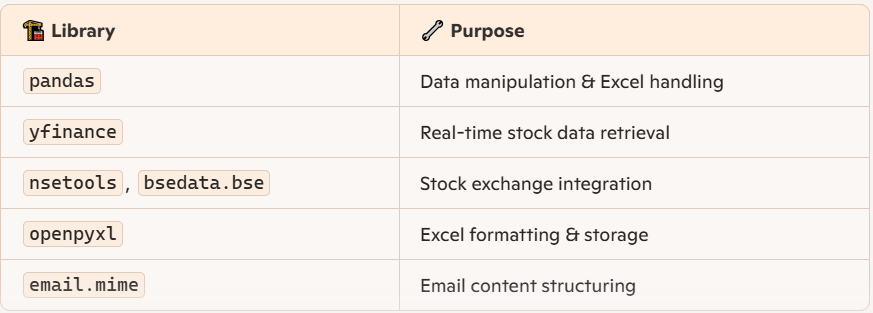 Library Purpose
pandas Data manipulation & Excel handling
yfinance Real-time stock data retrieval
nsetools, bsedata.bse Stock exchange integration
openpyxl Excel formatting & storage
email.mime Email content structuring